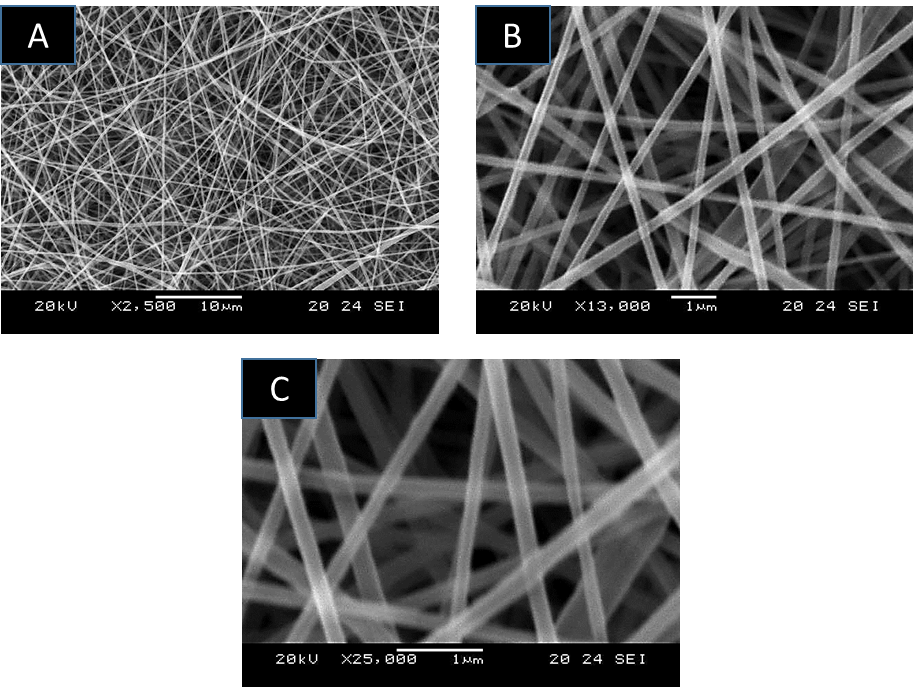 A
20kV X2,500 10µm 20 24 SEI
B
20kV X13,000 1µm 20 24 SEI
C
20kV X25,000 1µm 20 24 SEI